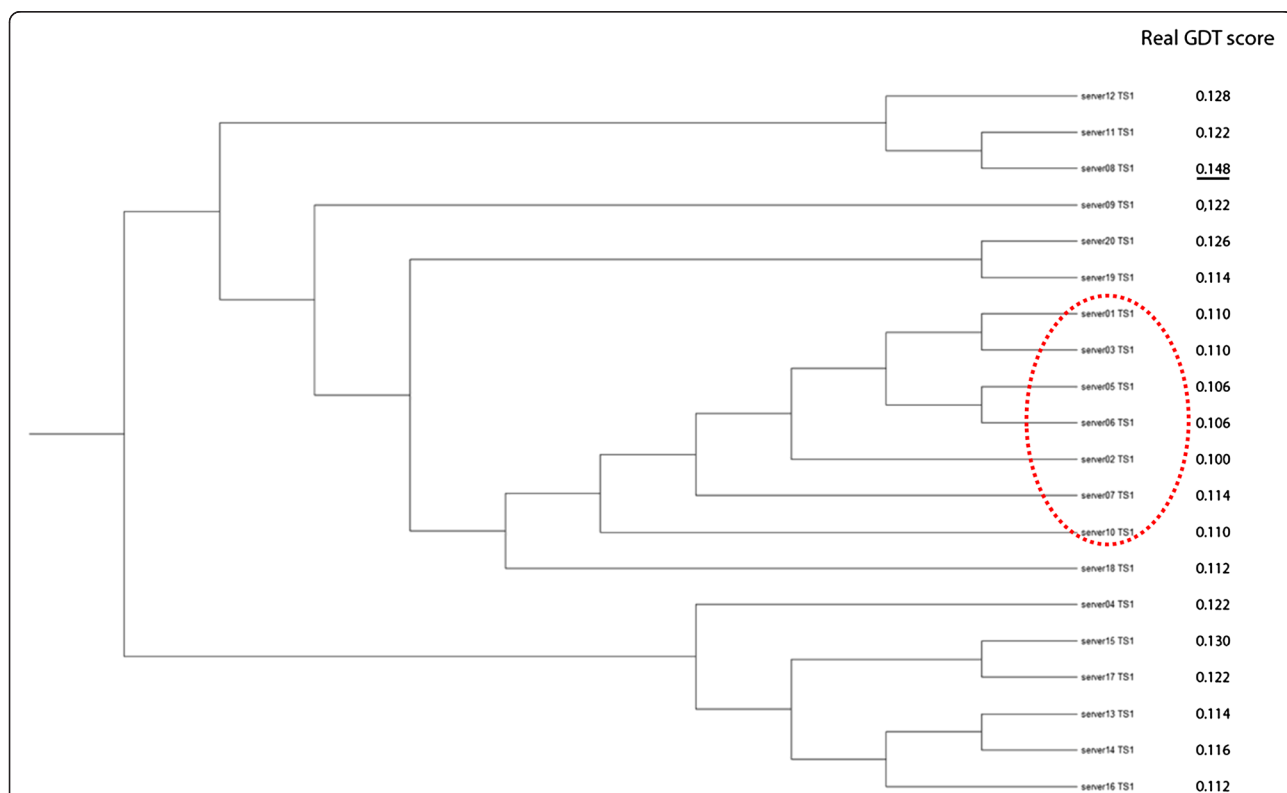 Real GDT score
server12 TS1 0.128
server11 TS1 0.122
server08 TS1 0.148
server09 TS1 0,122
server20 TS1 0.126
server19 TS1 0.114
server01 TS1 0.110
server03 TS1 0.110
server05 TS1 0.106
server06 TS1 0.106
server02 TS1 0.100
server07 TS1 0.114
server10 TS1 0.110
server18 TS1 0.112
server04 TS1 0.122
server15 TS1 0.130
server17 TS1 0.122
server13 TS1 0.114
server14 TS1 0.116
server16 TS1 0.112